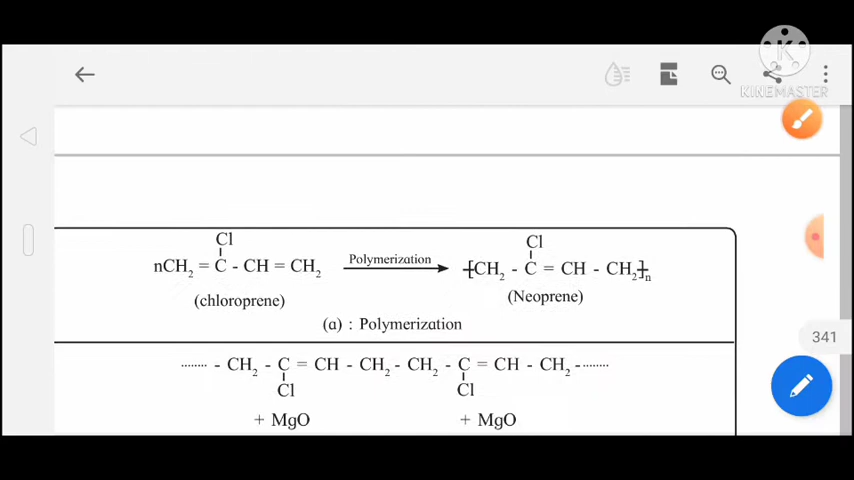 KINEMASTER
Cl
nCH₂ = C - CH = CH₂
Polymerization
(chloroprene)
Cl
[CH₂ - C = CH - CH₂]ₙ
(Neoprene)
(a) : Polymerization
341
........ - CH₂ - C = CH - CH₂ - CH₂ - C = CH - CH₂ -........
Cl Cl
+ MgO + MgO